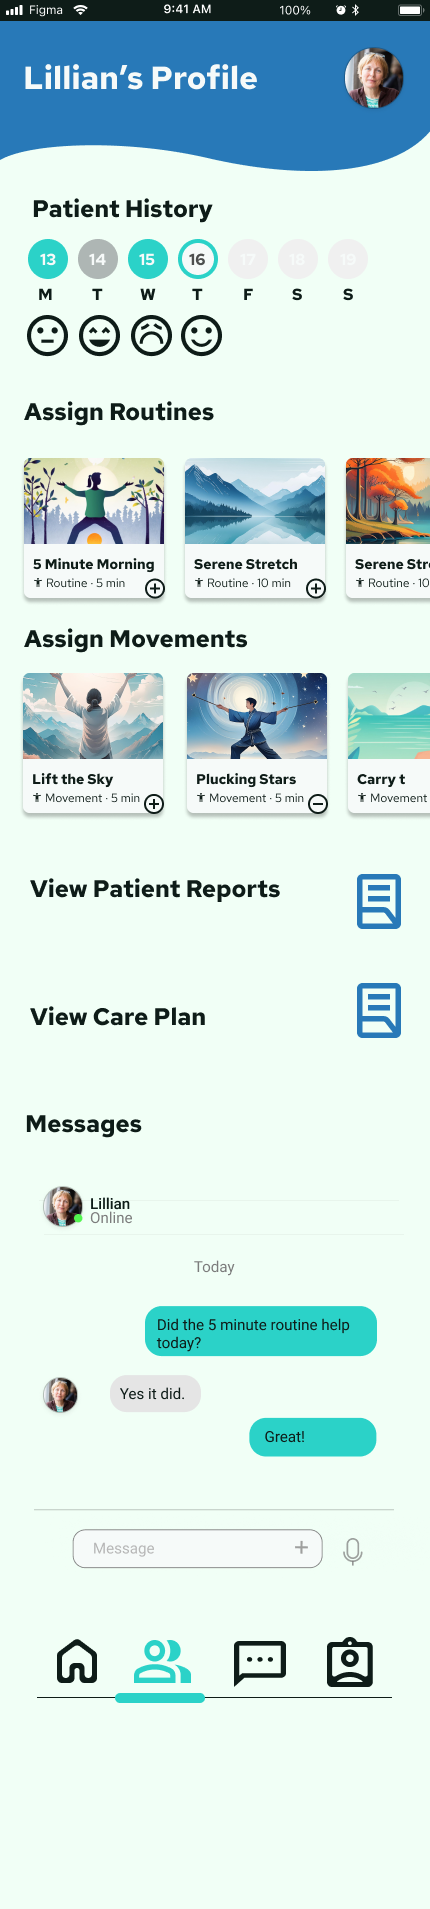 Figma 9:41 AM 100%
Lillian's Profile
Patient History
13 14 15 16 17 18 19
M T W T F S S
Assign Routines
5 Minute Morning Serene Stretch Serene Stre
Routine · 5 min Routine · 10 min Routine · 10
Assign Movements
Lift the Sky Plucking Stars Carry t
Movement · 5 min Movement · 5 min Movement
View Patient Reports
View Care Plan
Messages
Lillian
Online
Today
Did the 5 minute routine help
today?
Yes it did.
Great!
Message